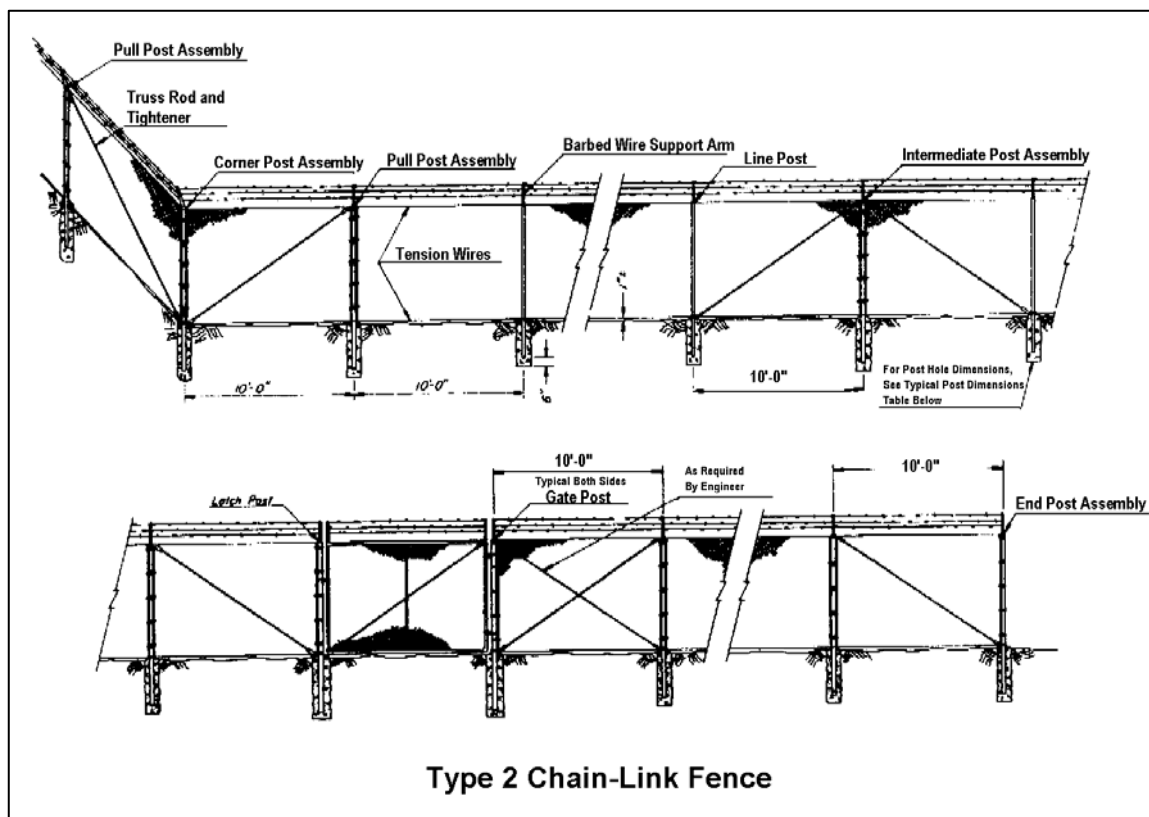 Pull Post Assembly
Truss Rod and
Tightener
Corner Post Assembly
Pull Post Assembly
Barbed Wire Support Arm
Line Post
Intermediate Post Assembly
Tension Wires
10'-0"
10'-0"
10'-0"
For Post Hole Dimensions,
See Typical Post Dimensions
Table Below
10'-0"
Typical Both Sides
Gate Post
As Required
By Engineer
10'-0"
Latch Post
End Post Assembly
Type 2 Chain-Link Fence